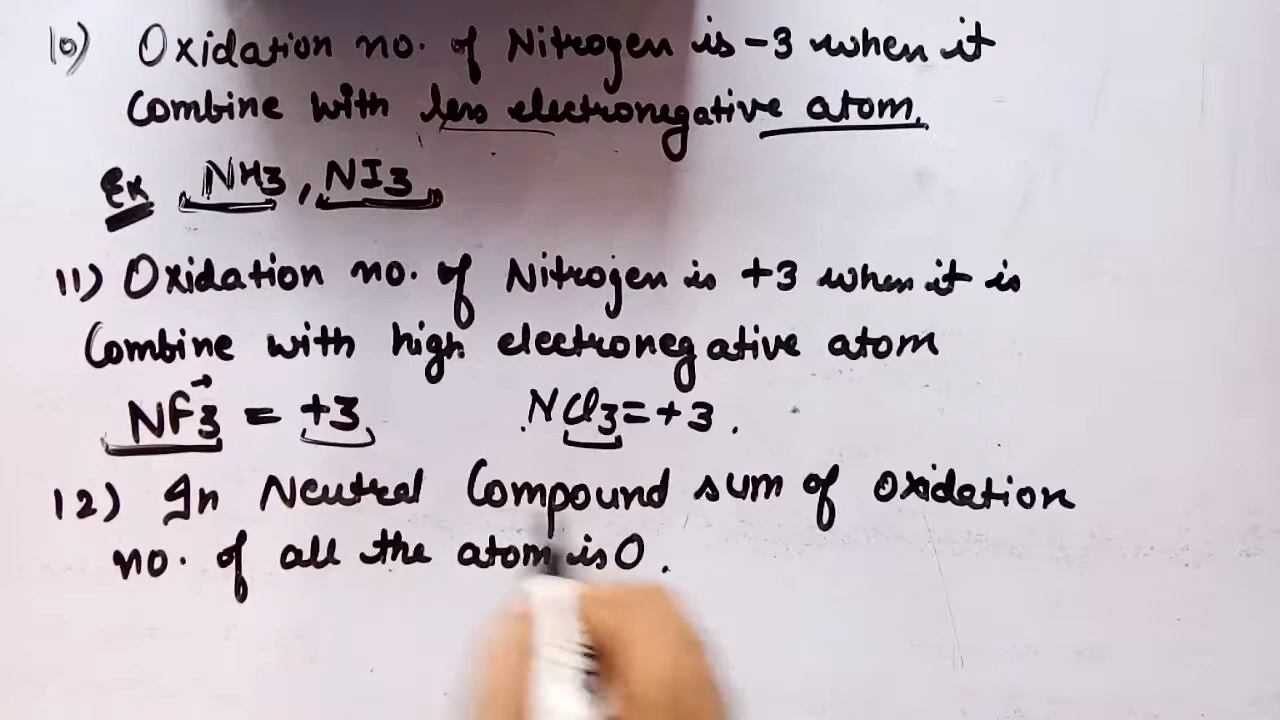 10) Oxidation no. of Nitrogen is -3 when it
Combine with less electronegative atom.
Ex NH3, NI3
11) Oxidation no. of Nitrogen is +3 when it is
Combine with high electronegative atom
NF3 = +3 NCl3 = +3.
12) In Neutral Compound sum of oxidation
no. of all the atom is 0.